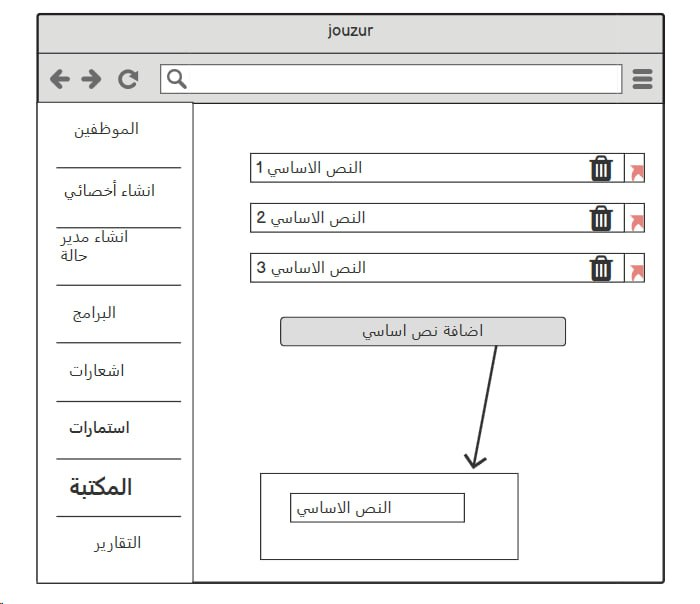 jouzur
الموظفين
انشاء أخصائي
انشاء مدير
حالة
البرامج
اشعارات
استمارات
المكتبة
التقارير
النص الاساسي 1
النص الاساسي 2
النص الاساسي 3
اضافة نص اساسي
النص الاساسي